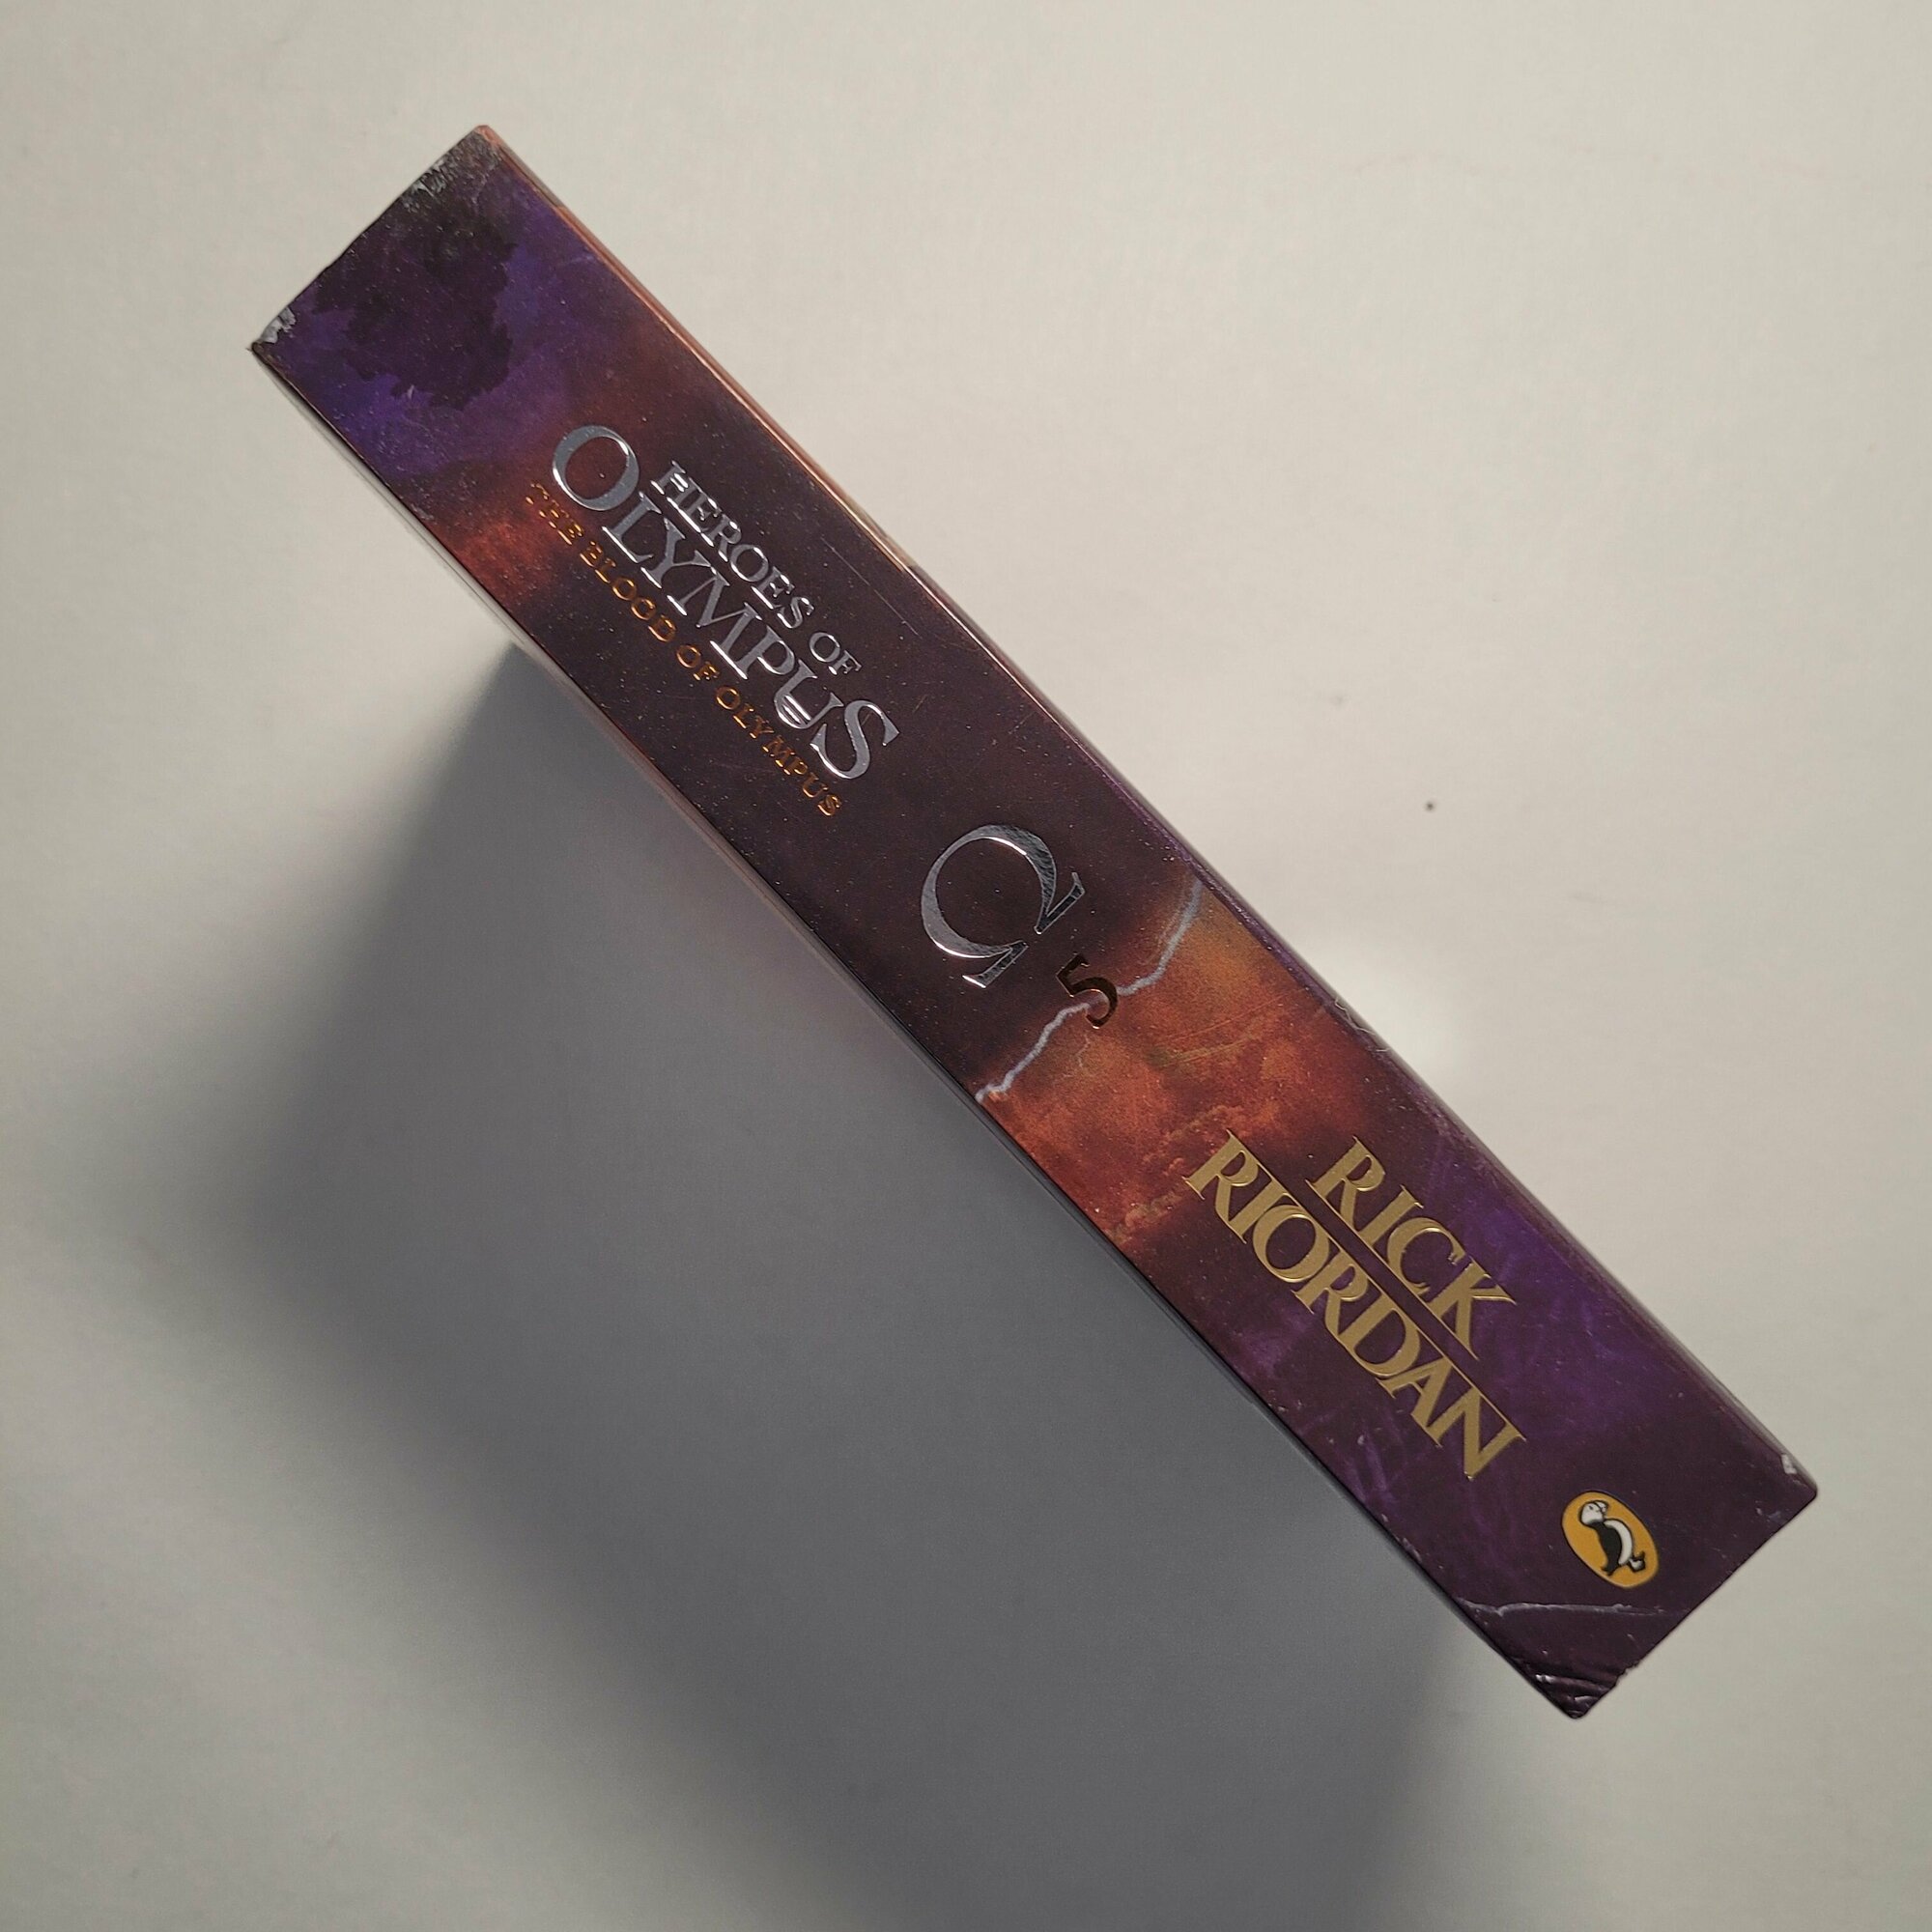 HEROES OF
OLYMPUS
THE BLOOD OF OLYMPUS
Ω
5
RICK
RIORDAN